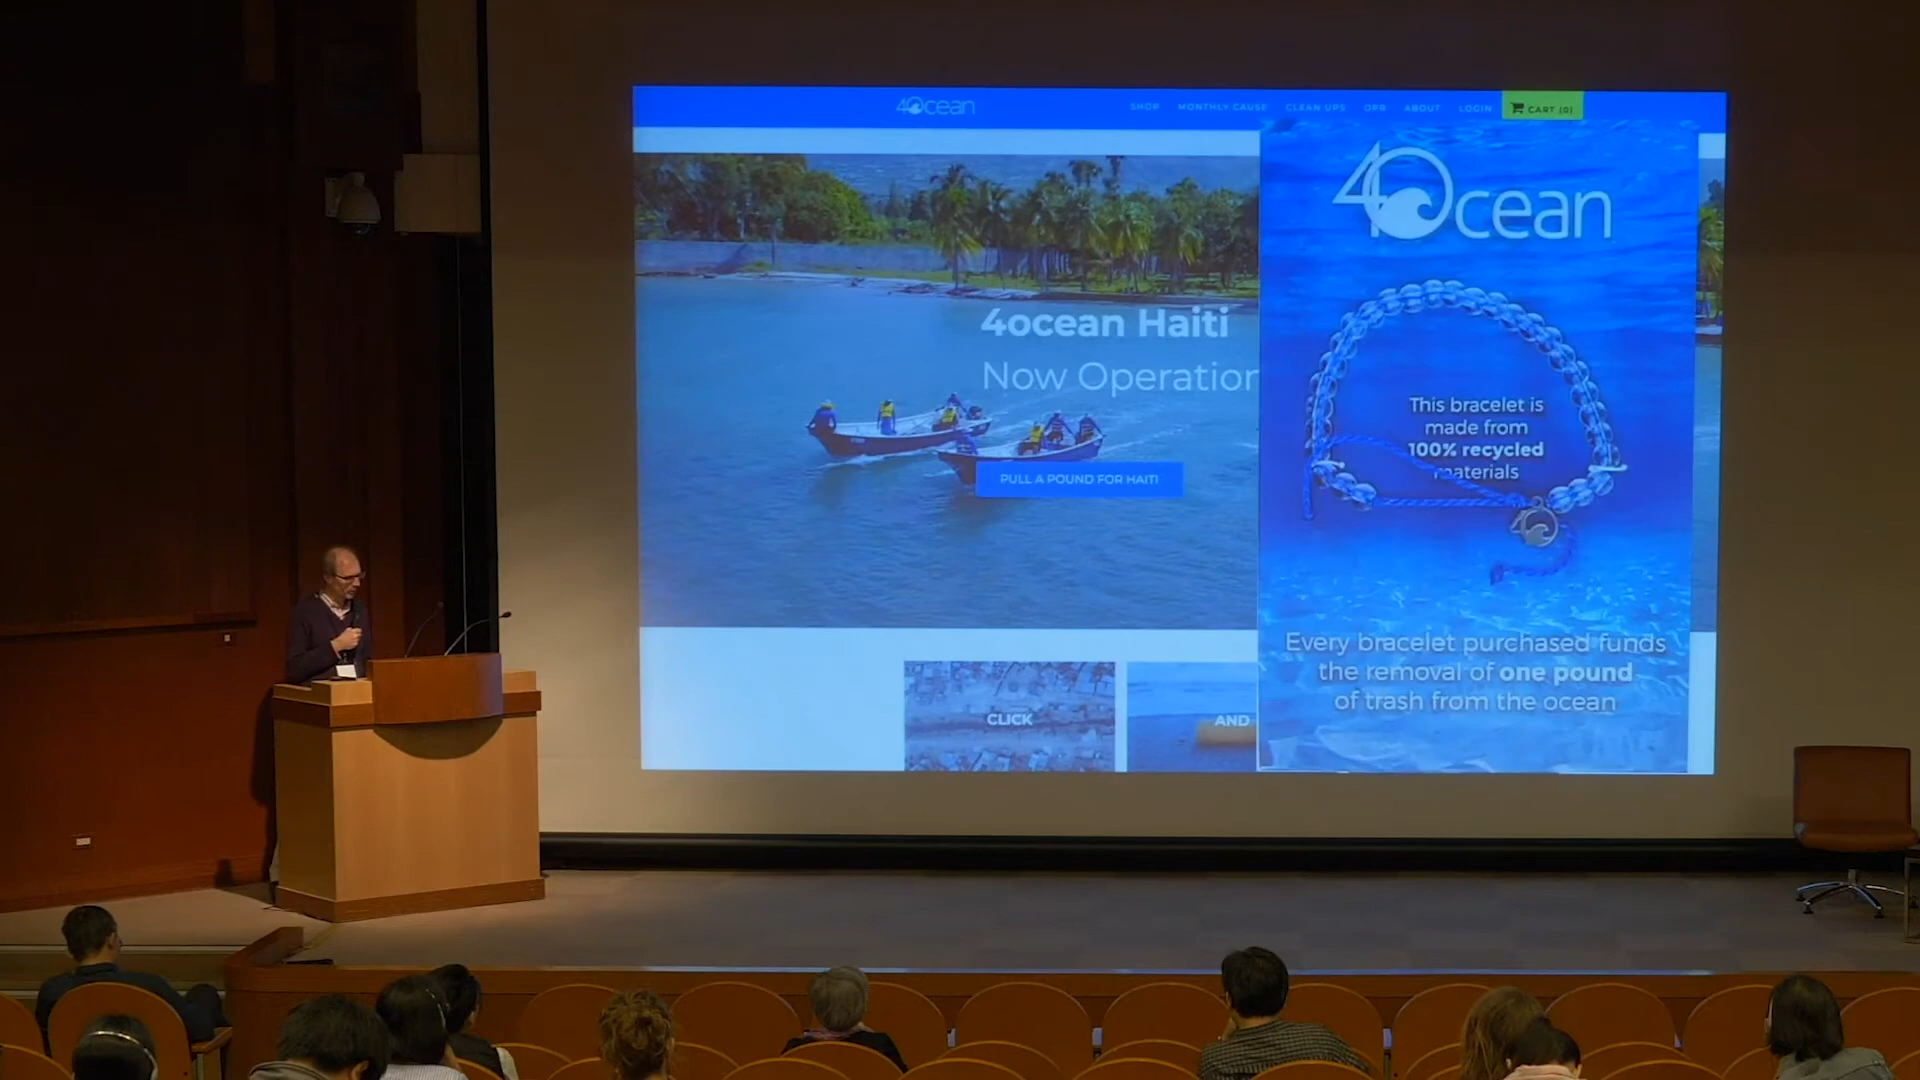 4Ocean
SHOP MONTHLY CAUSE CLEAN UPS OPR ABOUT LOGIN CART (0)
4ocean Haiti
Now Operation
PULL A POUND FOR HAITI
CLICK
AND
4Ocean
This bracelet is
made from
100% recycled
materials
Every bracelet purchased funds
the removal of one pound
of trash from the ocean